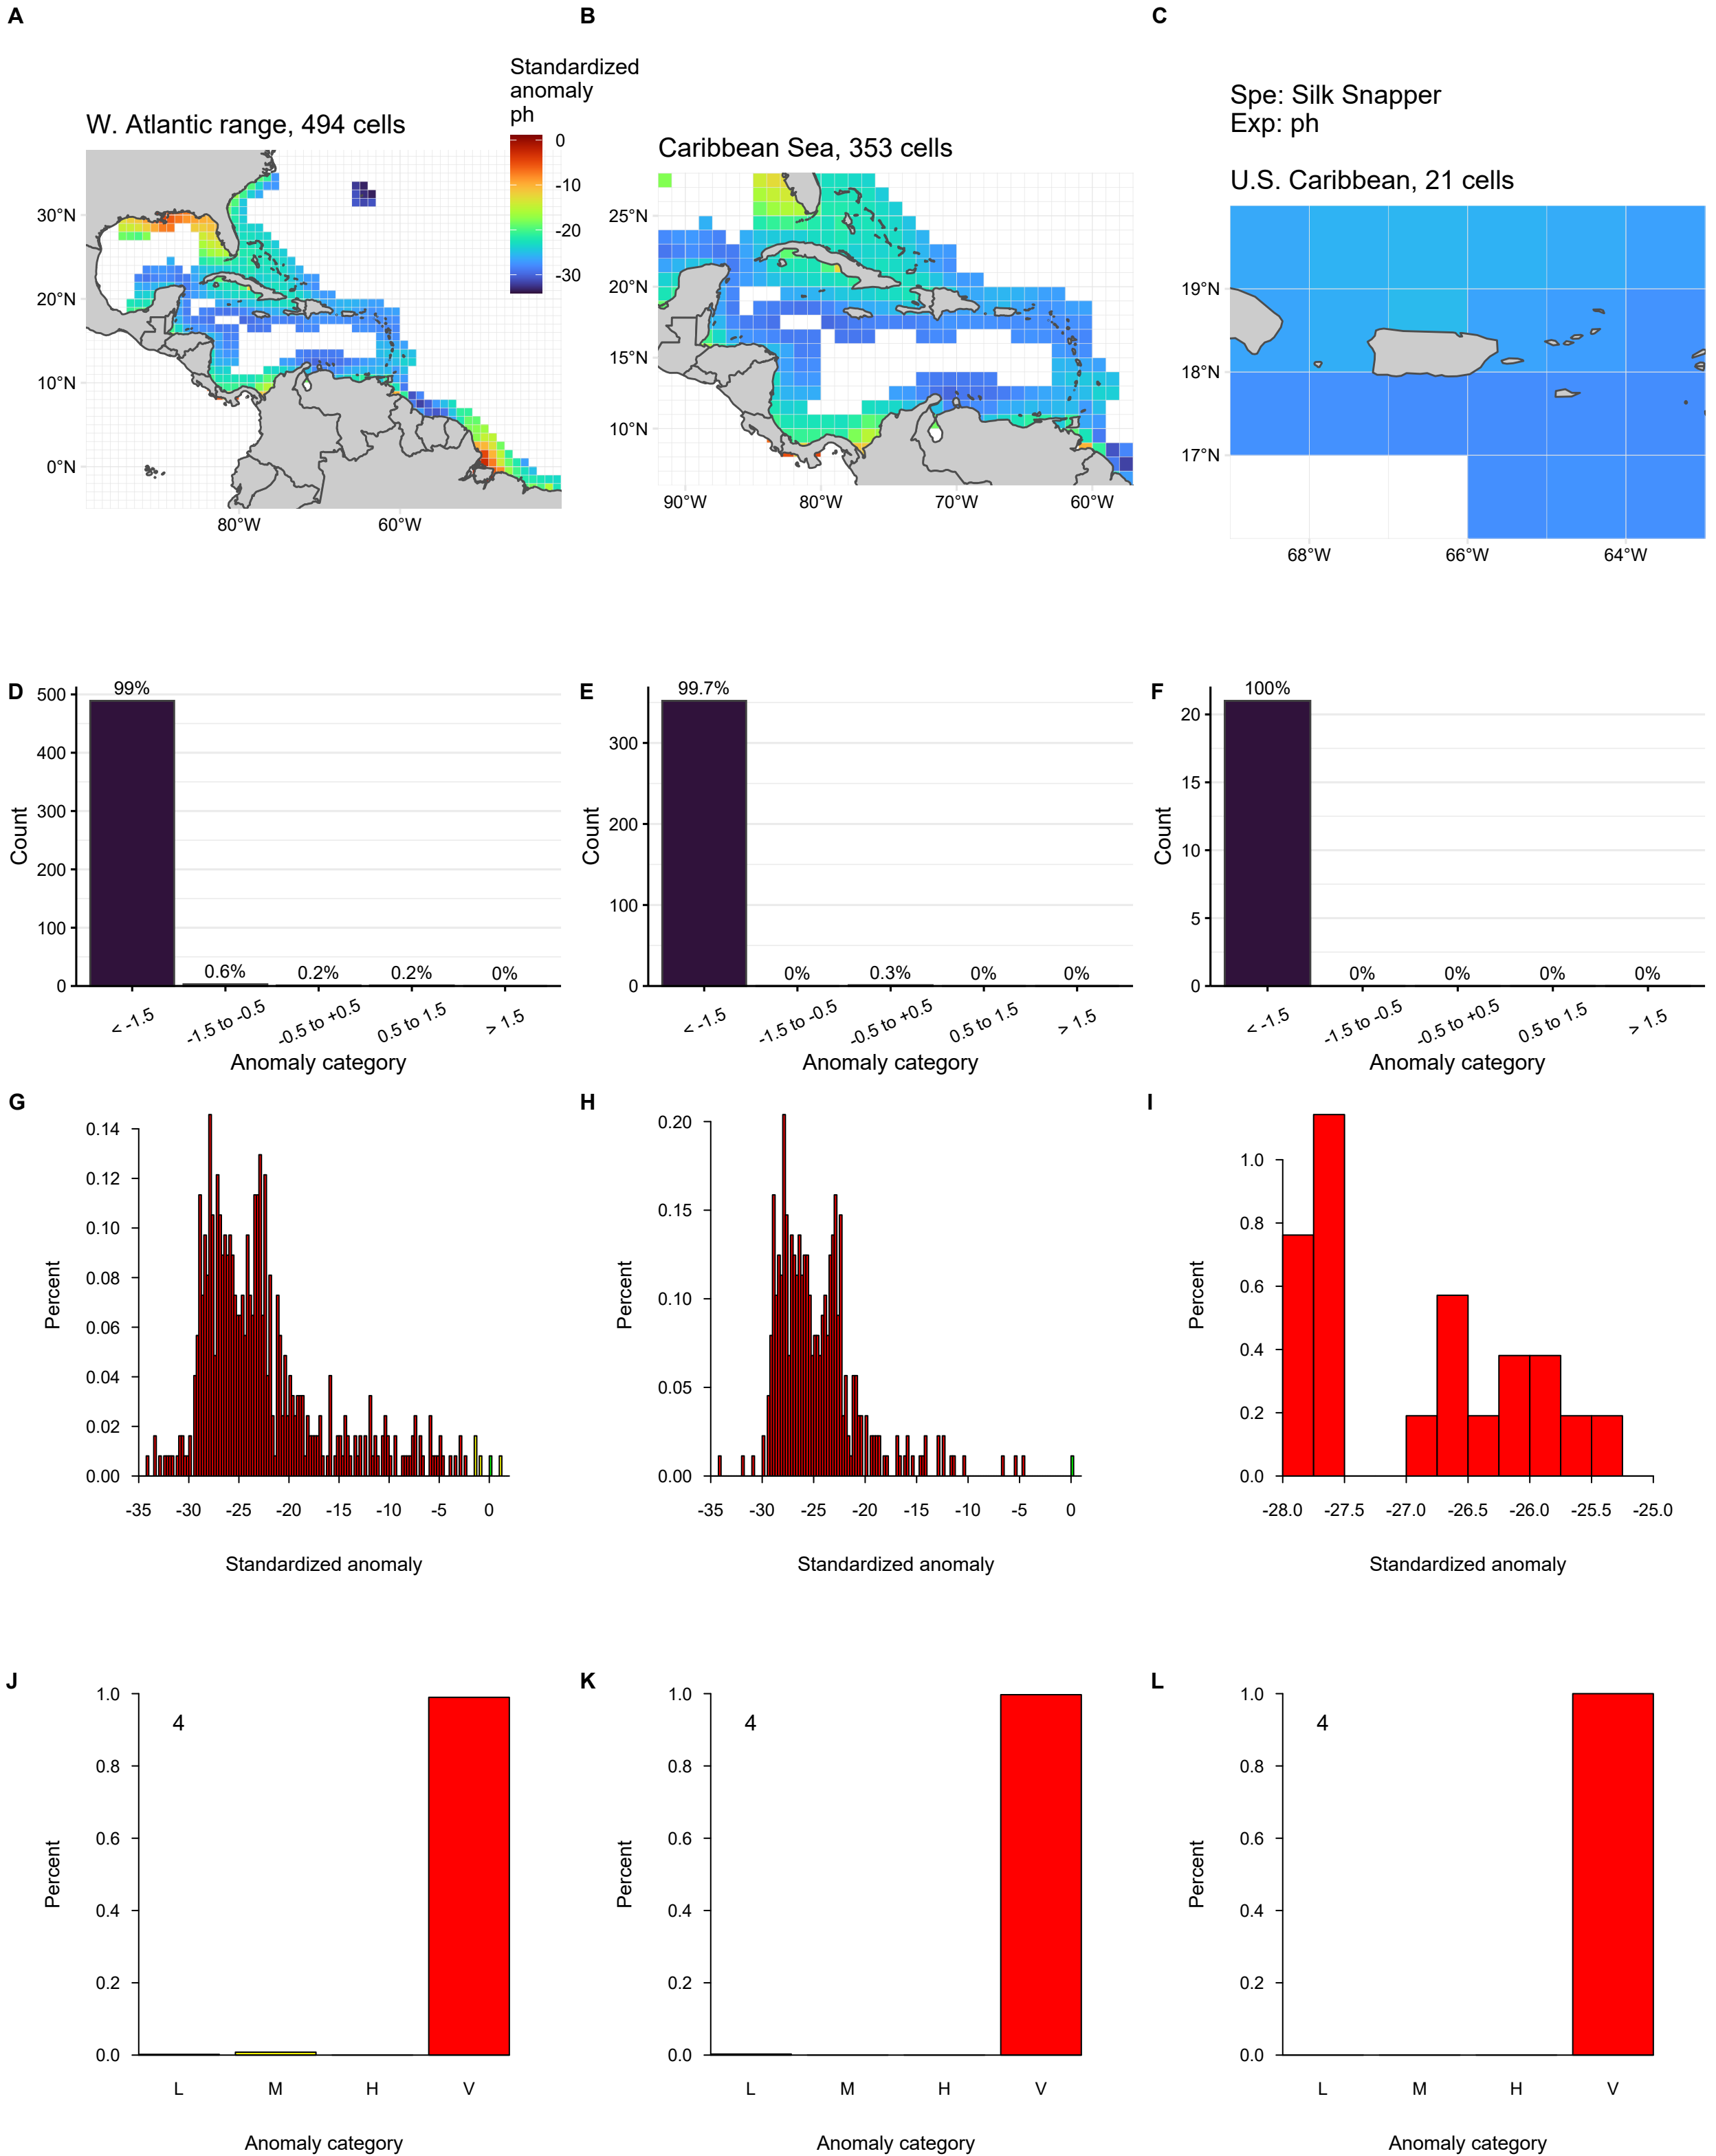 A
B
C
Standardized
anomaly
ph
0
-10
-20
-30
W. Atlantic range, 494 cells
30°N
20°N
10°N
0°N
80°W
60°W
Caribbean Sea, 353 cells
25°N
20°N
15°N
10°N
90°W
80°W
70°W
60°W
Spe: Silk Snapper
Exp: ph
U.S. Caribbean, 21 cells
19°N
18°N
17°N
68°W
66°W
64°W
D
99%
500
400
300
200
100
0
0.6%
0.2%
0.2%
0%
Count
< -1.5
-1.5 to -0.5
-0.5 to +0.5
0.5 to 1.5
> 1.5
Anomaly category
E
99.7%
300
200
100
0
0%
0.3%
0%
0%
Count
< -1.5
-1.5 to -0.5
-0.5 to +0.5
0.5 to 1.5
> 1.5
Anomaly category
F
100%
20
15
10
5
0
0%
0%
0%
0%
Count
< -1.5
-1.5 to -0.5
-0.5 to +0.5
0.5 to 1.5
> 1.5
Anomaly category
G
0.14
0.12
0.10
0.08
0.06
0.04
0.02
0.00
Percent
-35
-30
-25
-20
-15
-10
-5
0
Standardized anomaly
H
0.20
0.15
0.10
0.05
0.00
Percent
-35
-30
-25
-20
-15
-10
-5
0
Standardized anomaly
I
1.0
0.8
0.6
0.4
0.2
0.0
Percent
-28.0
-27.5
-27.0
-26.5
-26.0
-25.5
-25.0
Standardized anomaly
J
4
1.0
0.8
0.6
0.4
0.2
0.0
Percent
L
M
H
V
Anomaly category
K
4
1.0
0.8
0.6
0.4
0.2
0.0
Percent
L
M
H
V
Anomaly category
L
4
1.0
0.8
0.6
0.4
0.2
0.0
Percent
L
M
H
V
Anomaly category